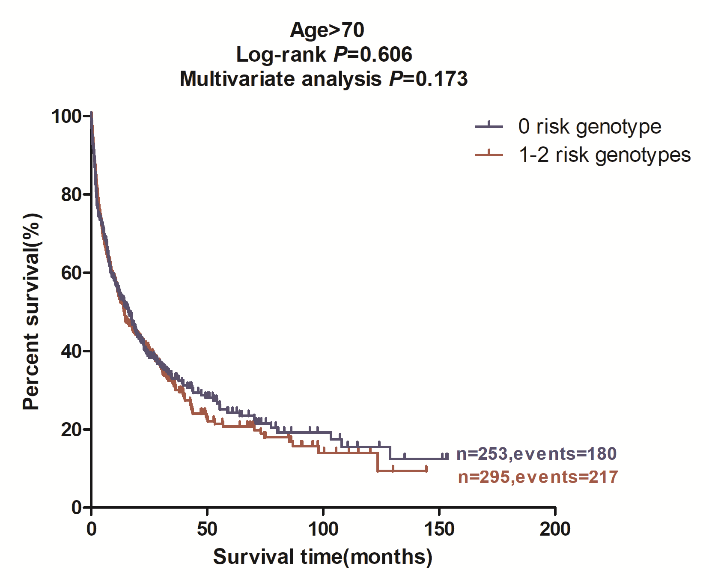 Age>70
Log-rank P=0.606
Multivariate analysis P=0.173
0 risk genotype
1-2 risk genotypes
Percent survival(%)
100
80
60
40
20
0
n=253,events=180
n=295,events=217
0
50
100
150
200
Survival time(months)